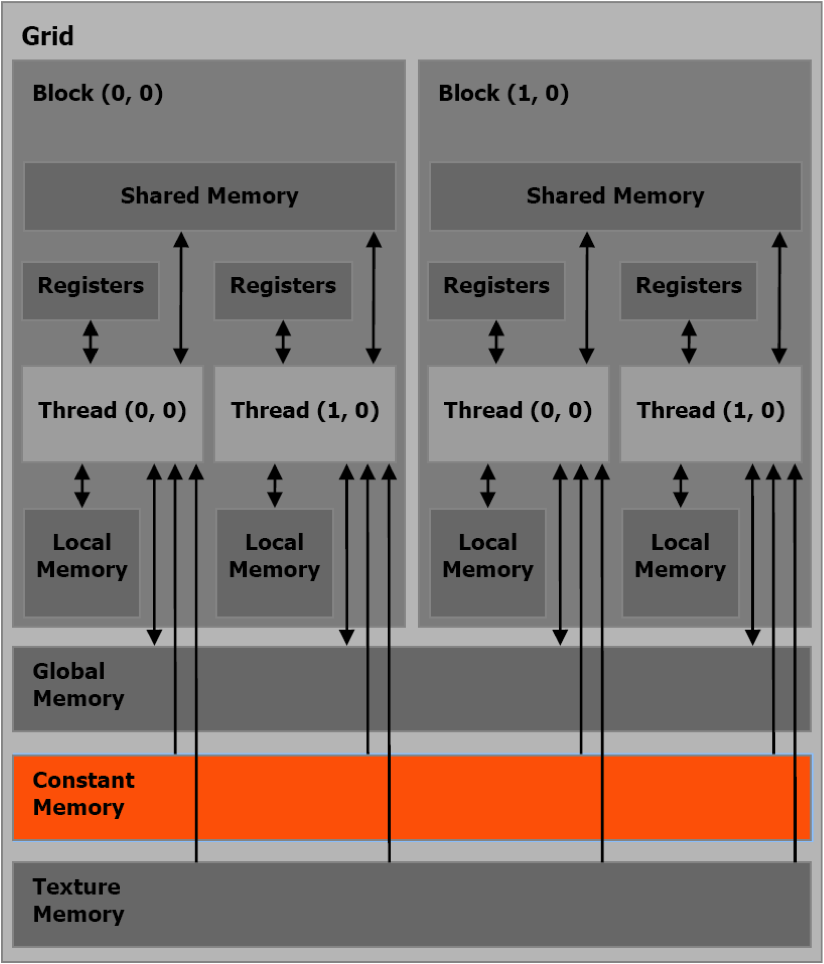 Grid
Block (0, 0)
Block (1, 0)
Shared Memory
Shared Memory
Registers
Registers
Registers
Registers
Thread (0, 0)
Thread (1, 0)
Thread (0, 0)
Thread (1, 0)
Local
Memory
Local
Memory
Local
Memory
Local
Memory
Global
Memory
Constant
Memory
Texture
Memory